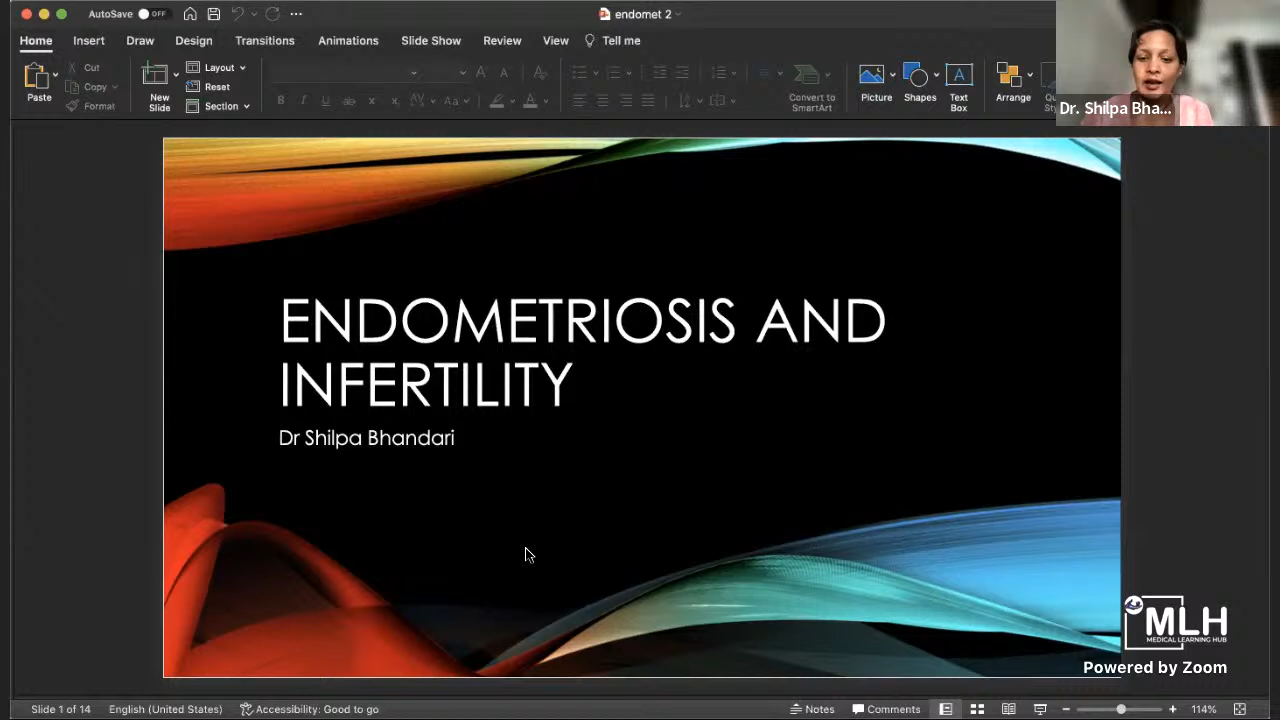 AutoSave OFF
endomet 2
Home Insert Draw Design Transitions Animations Slide Show Review View Tell me
Paste
Cut
Copy
Format
New Slide
Layout
Reset
Section
B I U ab x x AV Aa A
Convert to SmartArt
Picture
Shapes
Text Box
Arrange
Dr. Shilpa Bha...
ENDOMETRIOSIS AND
INFERTILITY
Dr Shilpa Bhandari
MLH
MEDICAL LEARNING HUB
Powered by Zoom
Slide 1 of 14 English (United States) Accessibility: Good to go Notes Comments 114%